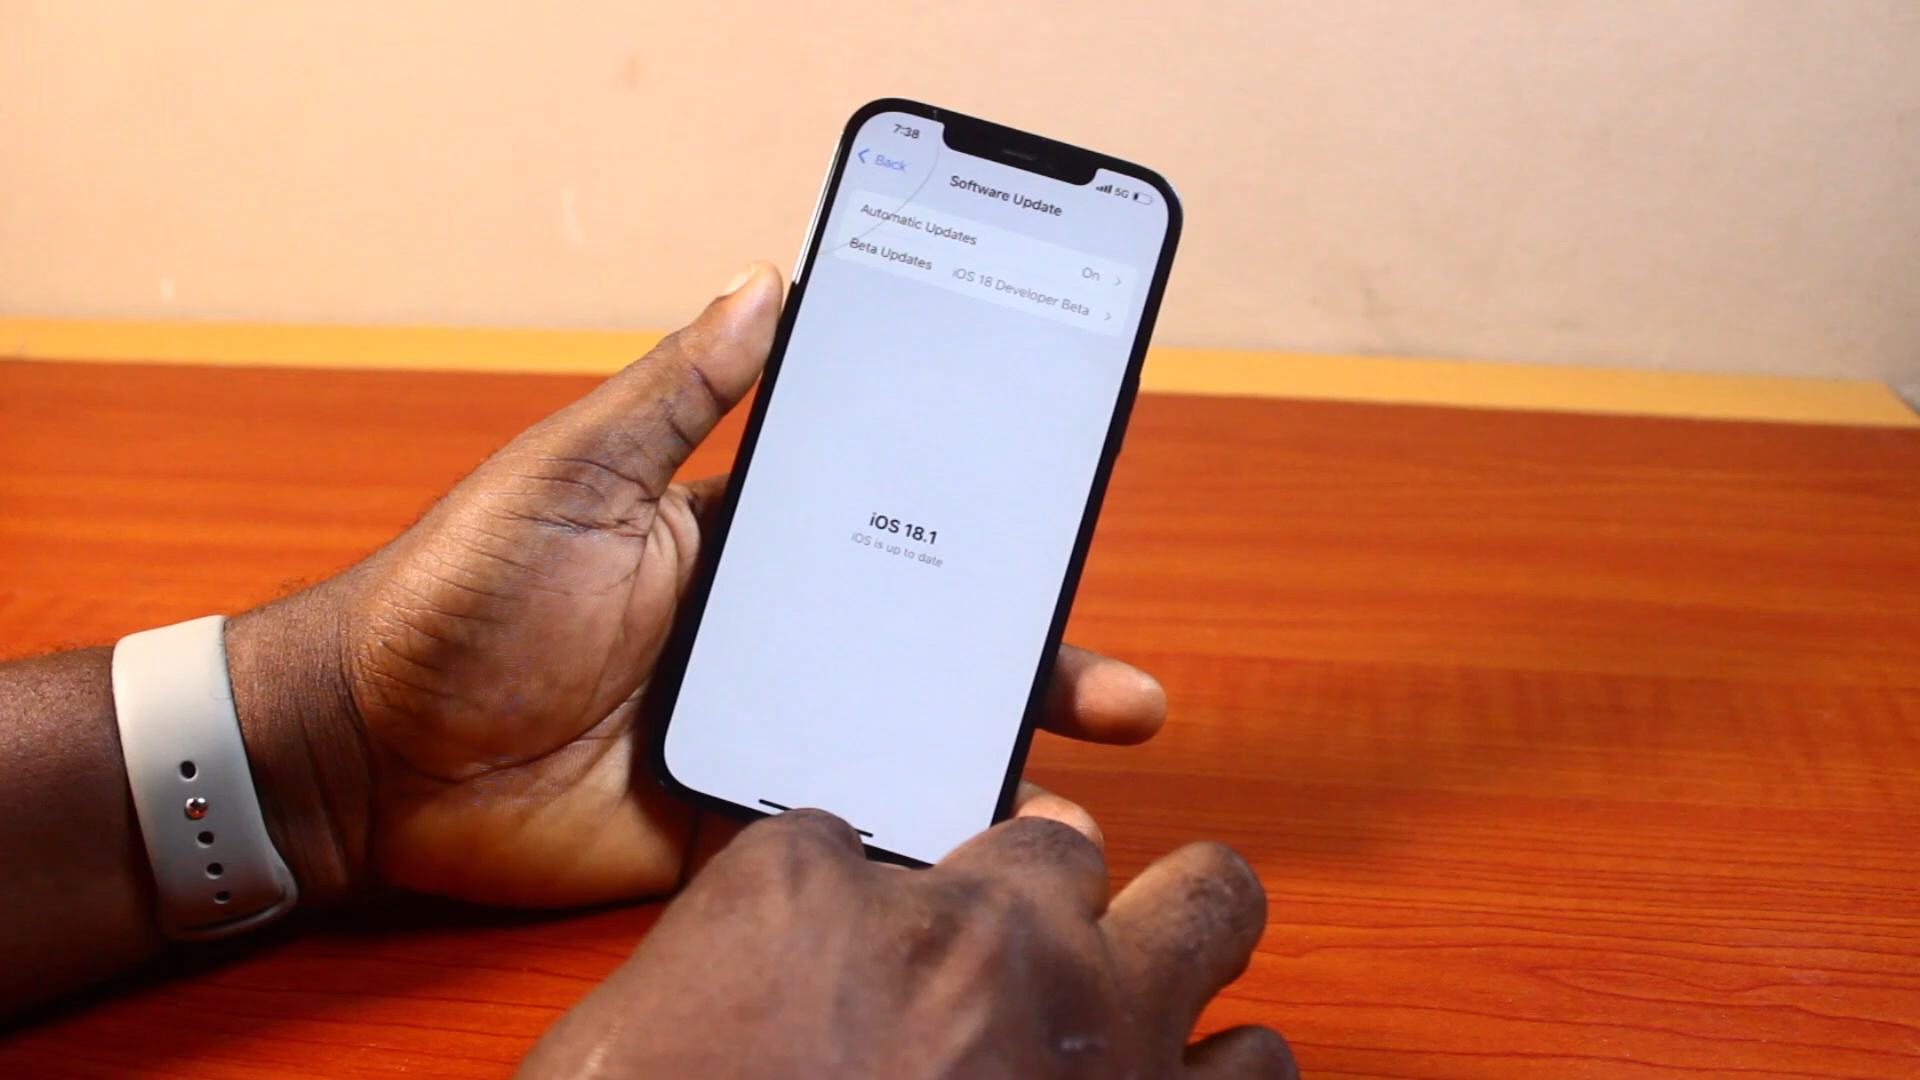 7:38
5G
Back
Software Update
Automatic Updates On
Beta Updates iOS 18 Developer Beta
iOS 18.1
iOS is up to date